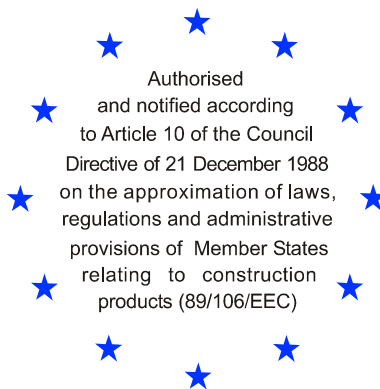 Authorised
and notified according
to Article 10 of the Council
Directive of 21 December 1988
on the approximation of laws,
regulations and administrative
provisions of Member States
relating to construction
products (89/106/EEC)